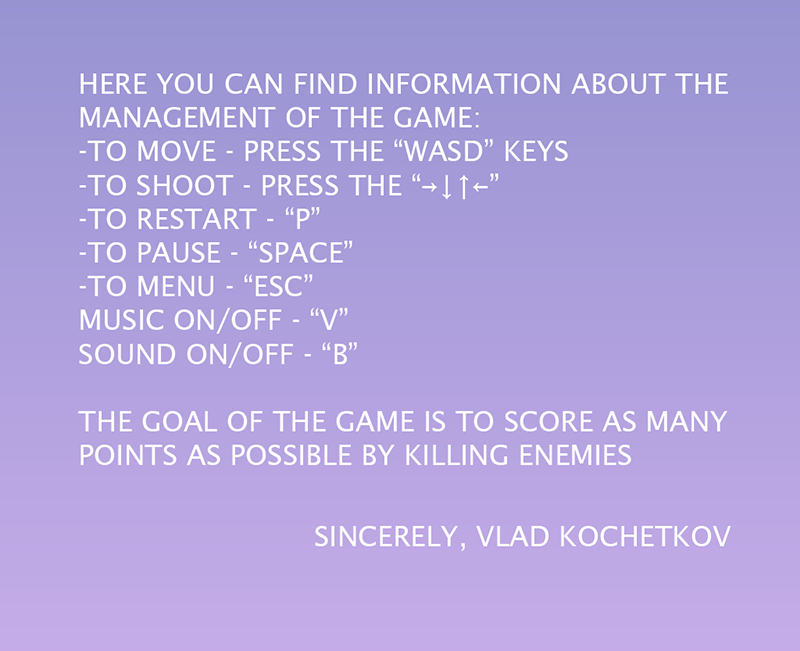 HERE YOU CAN FIND INFORMATION ABOUT THE
MANAGEMENT OF THE GAME:
-TO MOVE - PRESS THE “WASD” KEYS
-TO SHOOT - PRESS THE “→↓↑←”
-TO RESTART - “P”
-TO PAUSE - “SPACE”
-TO MENU - “ESC”
MUSIC ON/OFF - “V”
SOUND ON/OFF - “B”
THE GOAL OF THE GAME IS TO SCORE AS MANY
POINTS AS POSSIBLE BY KILLING ENEMIES
SINCERELY, VLAD KOCHETKOV